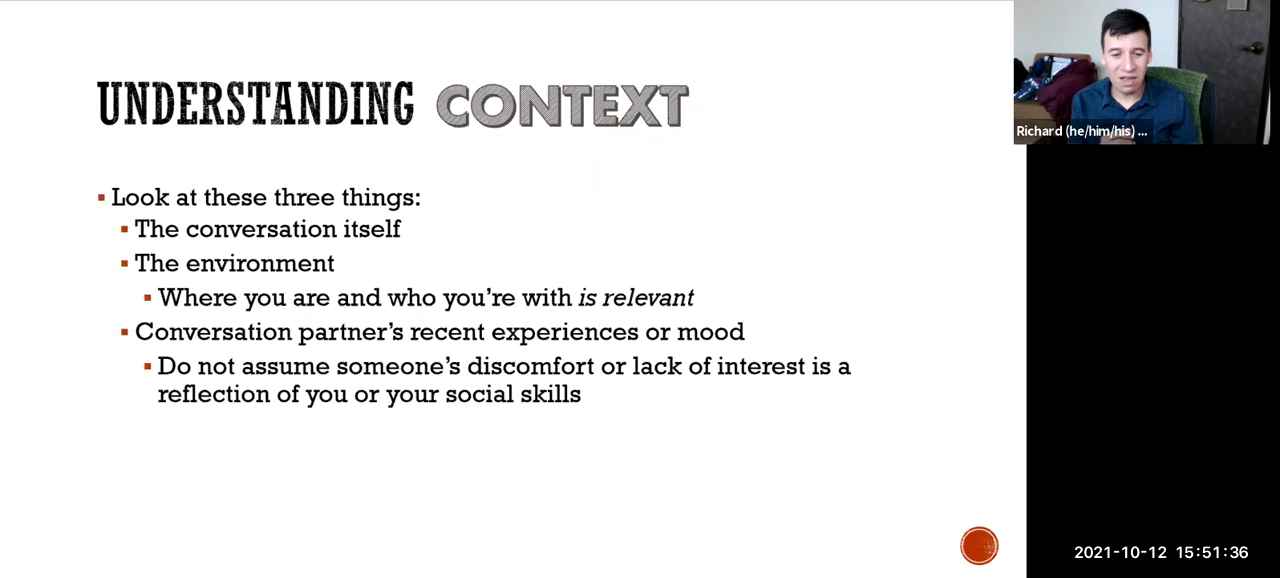 UNDERSTANDING CONTEXT
Look at these three things:
The conversation itself
The environment
Where you are and who you're with is relevant
Conversation partner's recent experiences or mood
Do not assume someone's discomfort or lack of interest is a
reflection of you or your social skills
Richard (he/him/his) ...
2021-10-12 15:51:36